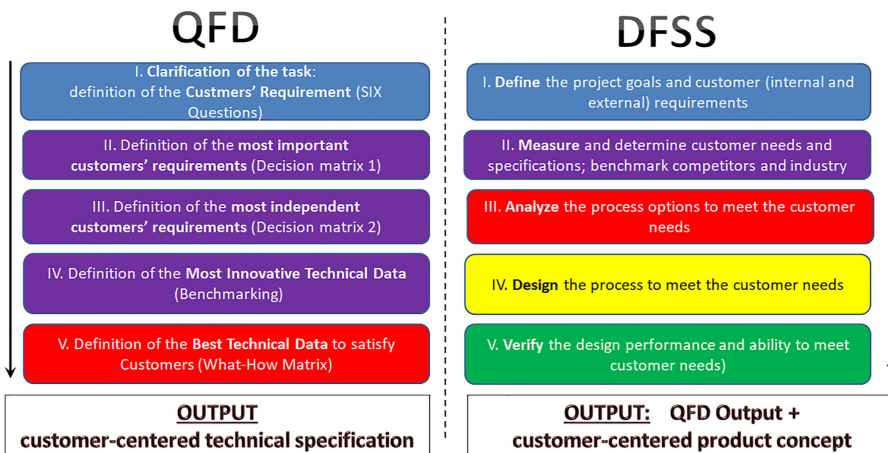 QFD
I. Clarification of the task:
definition of the Custmers’ Requirement (SIX
Questions)
II. Definition of the most important
customers’ requirements (Decision matrix 1)
III. Definition of the most independent
customers’ requirements (Decision matrix 2)
IV. Definition of the Most Innovative Technical Data
(Benchmarking)
V. Definition of the Best Technical Data to satisfy
Customers (What-How Matrix)
OUTPUT
customer-centered technical specification
DFSS
I. Define the project goals and customer (internal and
external) requirements
II. Measure and determine customer needs and
specifications; benchmark competitors and industry
III. Analyze the process options to meet the customer
needs
IV. Design the process to meet the customer needs
V. Verify the design performance and ability to meet
customer needs)
OUTPUT: QFD Output +
customer-centered product concept